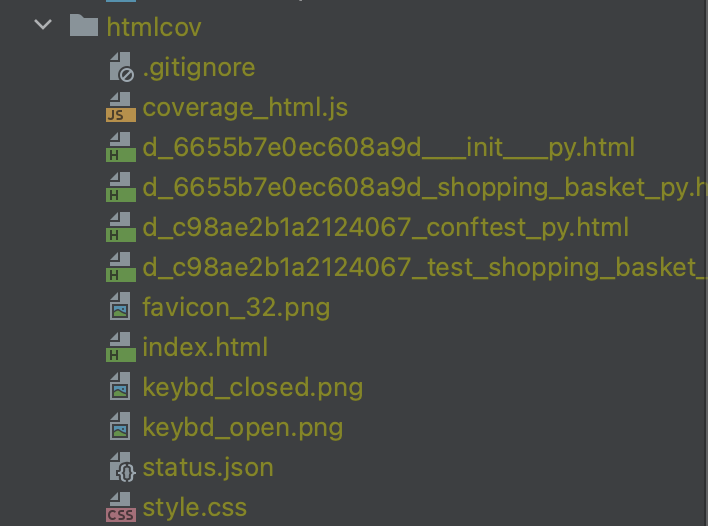 htmlcov
.gitignore
JS coverage_html.js
H d_6655b7e0ec608a9d___init___py.html
H d_6655b7e0ec608a9d_shopping_basket_py.h
H d_c98ae2b1a2124067_conftest_py.html
H d_c98ae2b1a2124067_test_shopping_basket_
favicon_32.png
H index.html
keybd_closed.png
keybd_open.png
{} status.json
CSS style.css